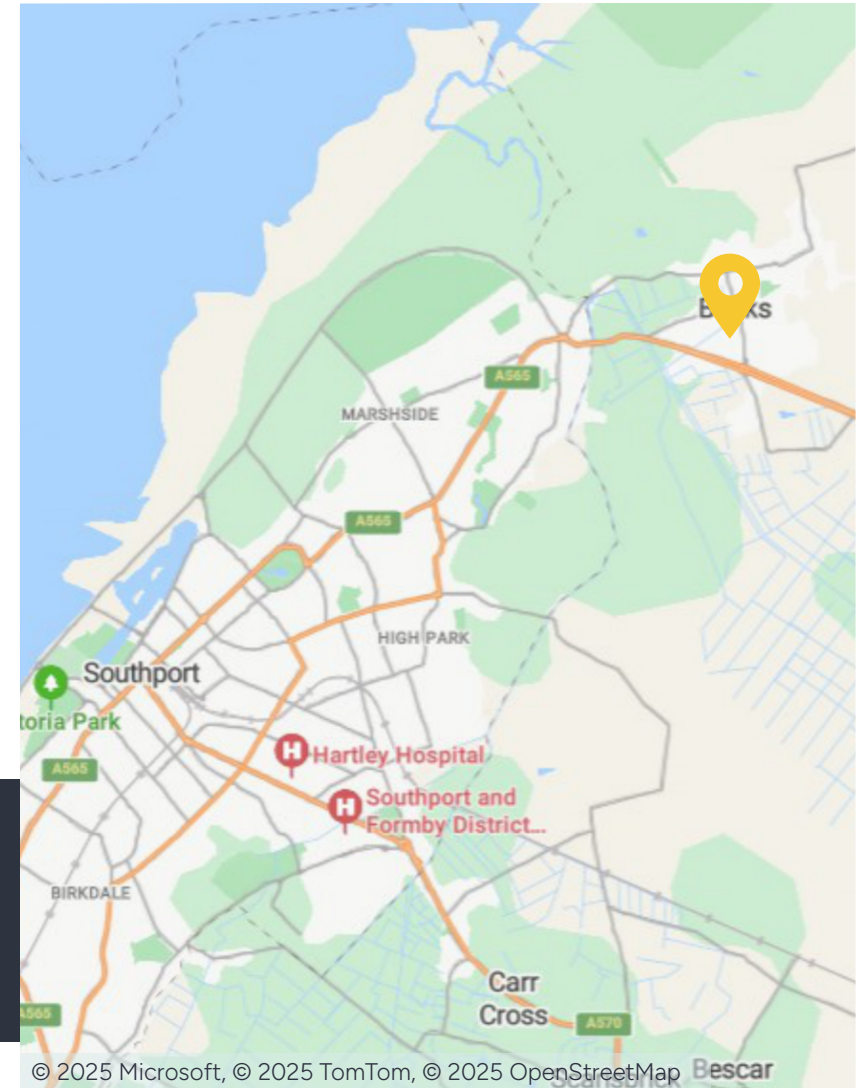 A565
MARSHSIDE
A565
HIGH PARK
Southport
toria Park
Hartley Hospital
A565
Southport and
Formby District...
BIRKDALE
Carr
Cross
A565
A570
Bescar
© 2025 Microsoft, © 2025 TomTom, © 2025 OpenStreetMap